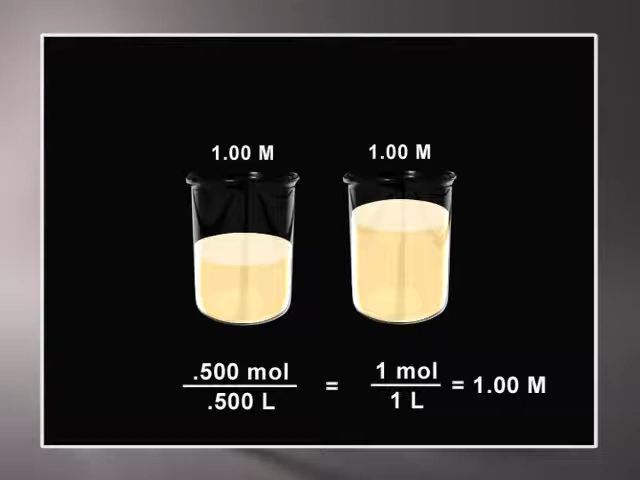 1.00 M
1.00 M
.500 mol
.500 L
=
1 mol
1 L
= 1.00 M